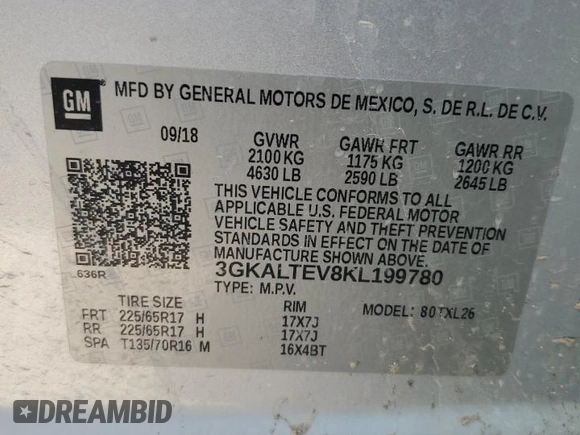 GM
MFD BY GENERAL MOTORS DE MEXICO, S. DE R.L. DE C.V.
09/18 GVWR GAWR FRT GAWR RR
2100 KG 1175 KG 1200 KG
4630 LB 2590 LB 2645 LB
THIS VEHICLE CONFORMS TO ALL
APPLICABLE U.S. FEDERAL MOTOR
VEHICLE SAFETY AND THEFT PREVENTION
STANDARDS IN EFFECT ON THE DATE OF
MANUFACTURE SHOWN ABOVE.
636R
3GKALTEV8KL199780
TYPE: M.P.V.
TIRE SIZE RIM MODEL: 80TXL26
FRT 225/65R17 H 17X7J
RR 225/65R17 H 17X7J
SPA T135/70R16 M 16X4BT
DREAMBID